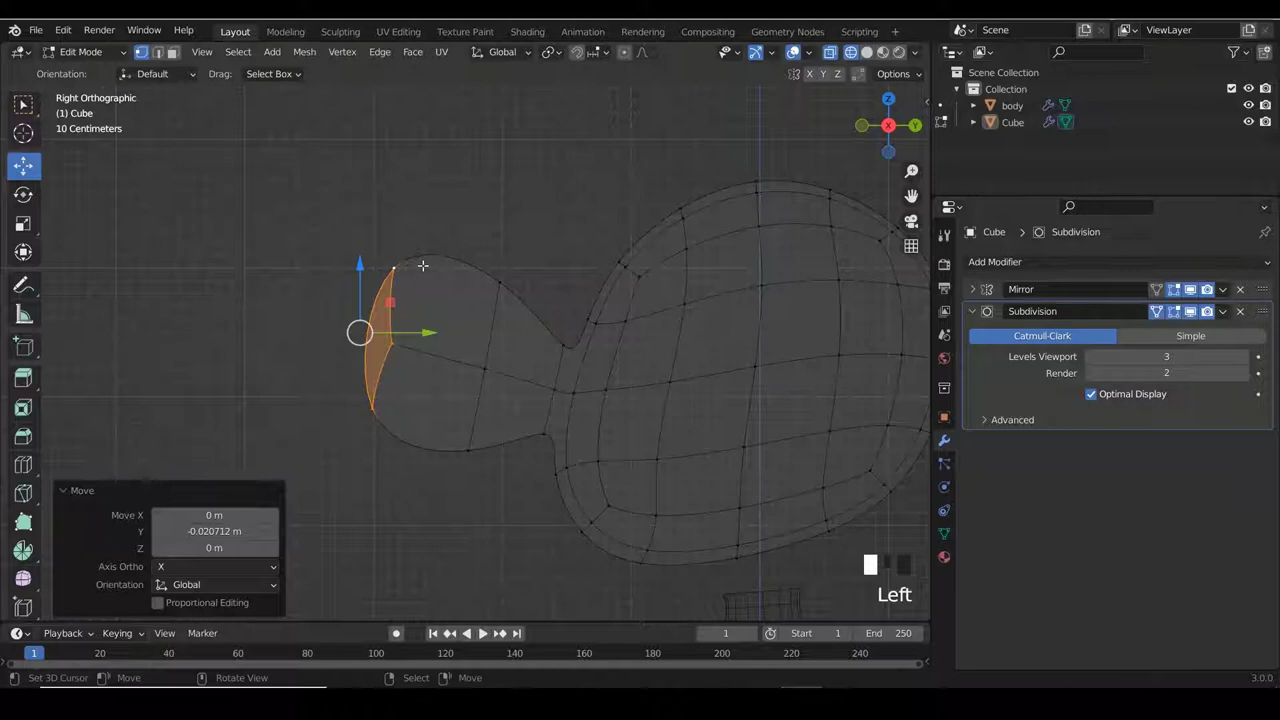 File Edit Render Window Help Layout Modeling Sculpting UV Editing Texture Paint Shading Animation Rendering Compositing Geometry Nodes Scripting + Scene ViewLayer
Edit Mode View Select Add Mesh Vertex Edge Face UV Global
Orientation: Default Drag: Select Box X Y Z Options
Scene Collection
Collection
body
Cube
Right Orthographic
(1) Cube
10 Centimeters
Z
X Y
Cube > Subdivision
Add Modifier
Mirror
Subdivision
Catmull-Clark Simple
Levels Viewport 3
Render 2
Optimal Display
Advanced
Move
Move X 0 m
Y -0.020712 m
Z 0 m
Axis Ortho X
Orientation Global
Proportional Editing
Left
Playback Keying View Marker 1 Start 1 End 250
1 20 40 60 80 100 120 140 160 180 200 220 240
Set 3D Cursor Move Rotate View Select Move 3.0.0